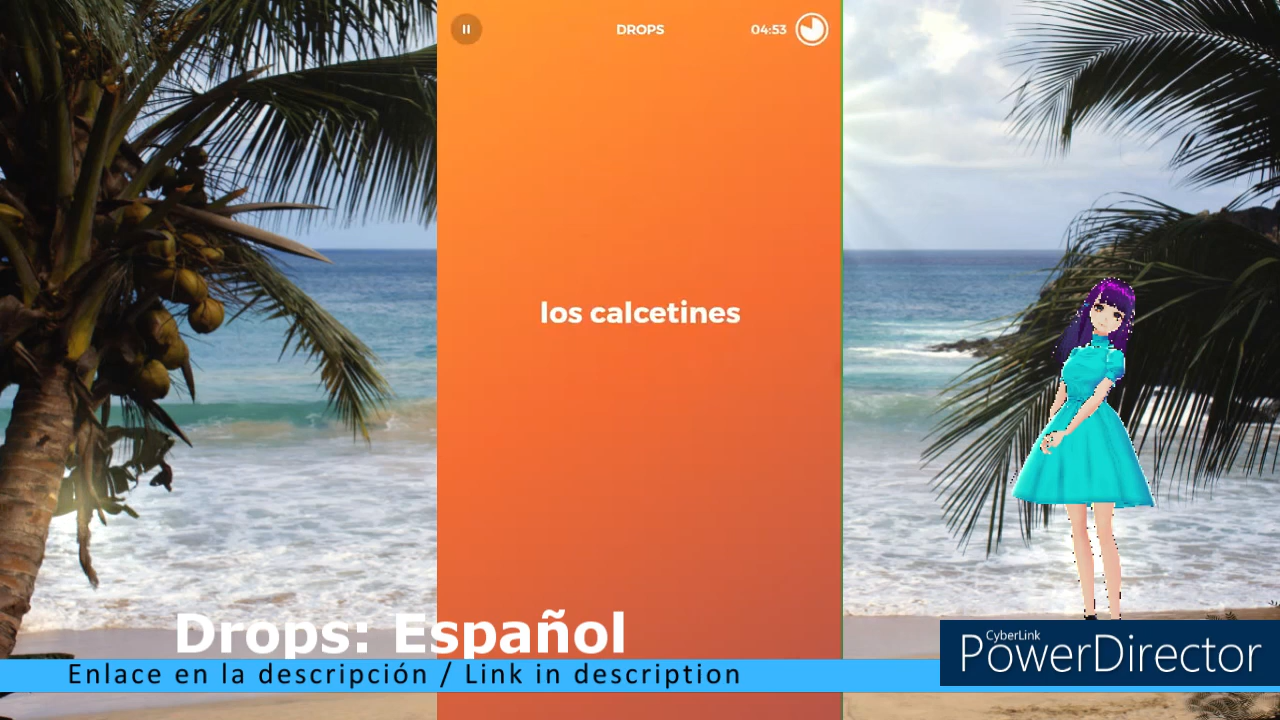 DROPS
04:53
los calcetines
Drops: Español
Enlace en la descripción / Link in description
CyberLink
PowerDirector